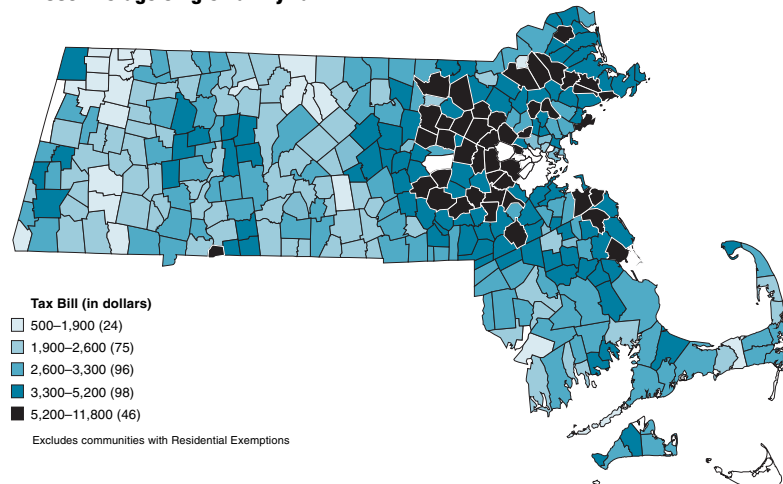 Tax Bill (in dollars)
500–1,900 (24)
1,900–2,600 (75)
2,600–3,300 (96)
3,300–5,200 (98)
5,200–11,800 (46)
Excludes communities with Residential Exemptions